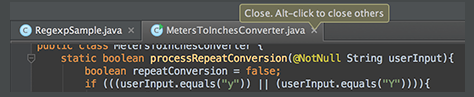 Close. Alt-click to close others
RegexpSample.java MetersToInchesConverter.java
public class MetersToInchesConverter {
static boolean processRepeatConversion(@NotNull String userInput){
boolean repeatConversion = false;
if (((userInput.equals("y")) || (userInput.equals("Y")))){